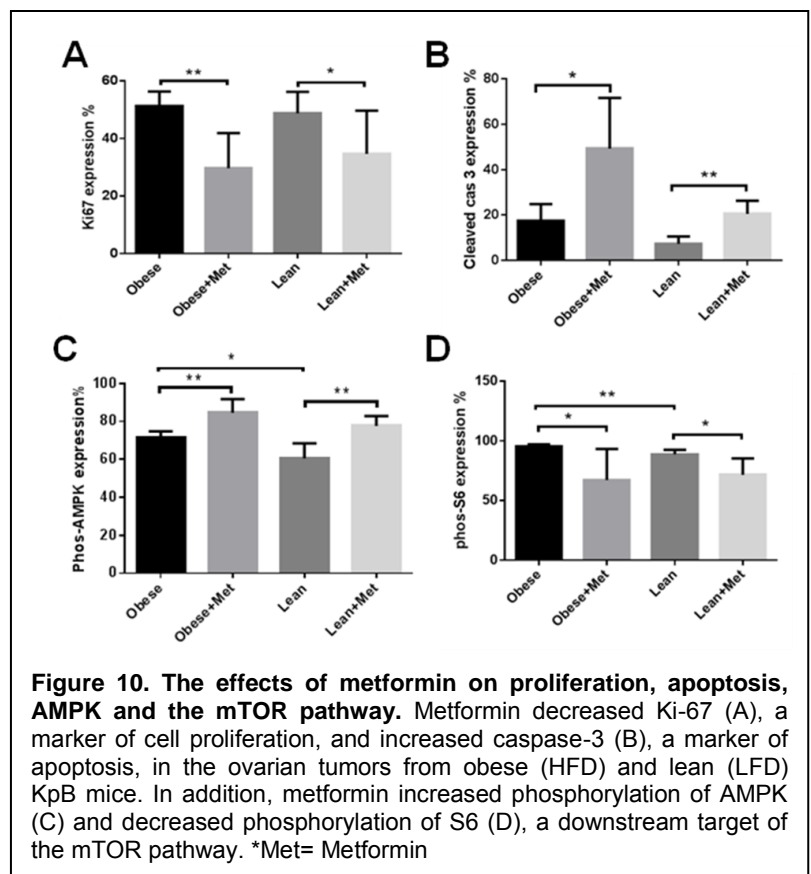 A
Ki67 expression %
60
40
20
0
**
*
Obese
Obese+Met
Lean
Lean+Met
B
Cleaved cas 3 expression %
80
60
40
20
0
*
**
Obese
Obese+Met
Lean
Lean+Met
C
Phos-AMPK expression%
100
80
60
40
20
0
*
**
**
Obese
Obese+Met
Lean
Lean+Met
D
phos-S6 expression %
150
100
50
0
**
*
*
Obese
Obese+Met
Lean
Lean+Met
Figure 10. The effects of metformin on proliferation, apoptosis,
AMPK and the mTOR pathway. Metformin decreased Ki-67 (A), a
marker of cell proliferation, and increased caspase-3 (B), a marker of
apoptosis, in the ovarian tumors from obese (HFD) and lean (LFD)
KpB mice. In addition, metformin increased phosphorylation of AMPK
(C) and decreased phosphorylation of S6 (D), a downstream target of
the mTOR pathway. *Met= Metformin